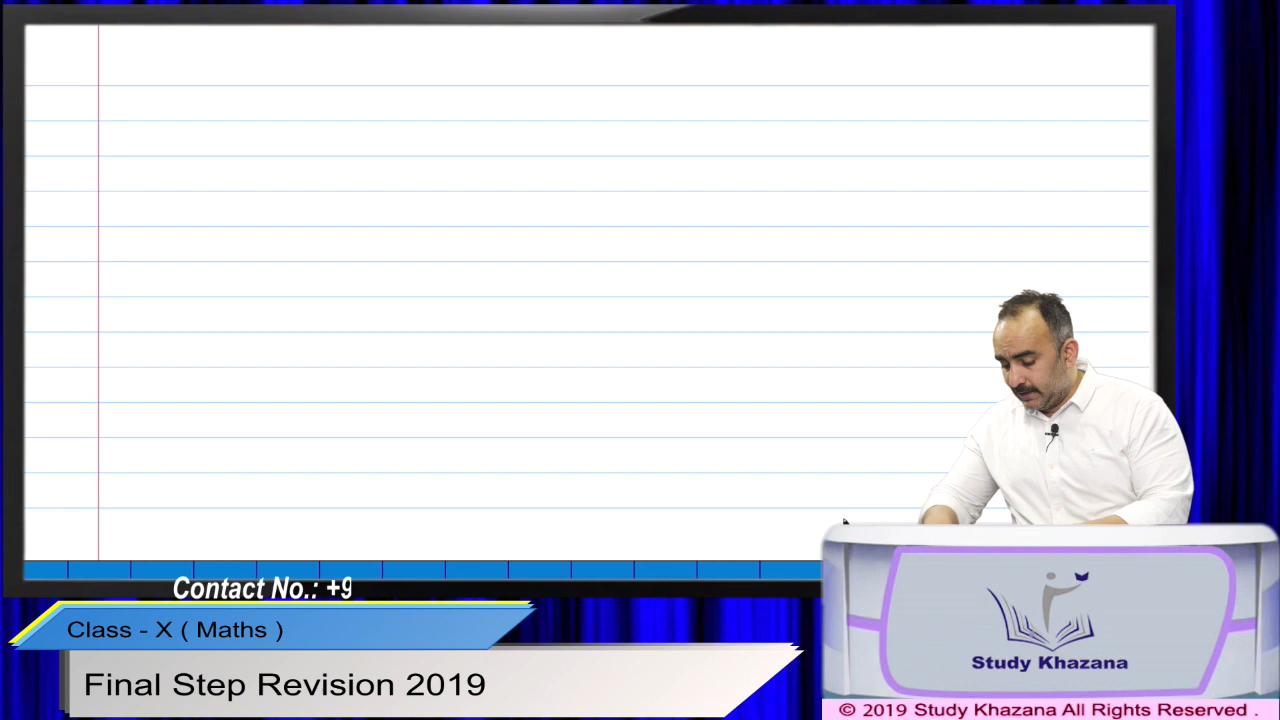 Contact No.: +9
Class - X ( Maths )
Final Step Revision 2019
Study Khazana
© 2019 Study Khazana All Rights Reserved .